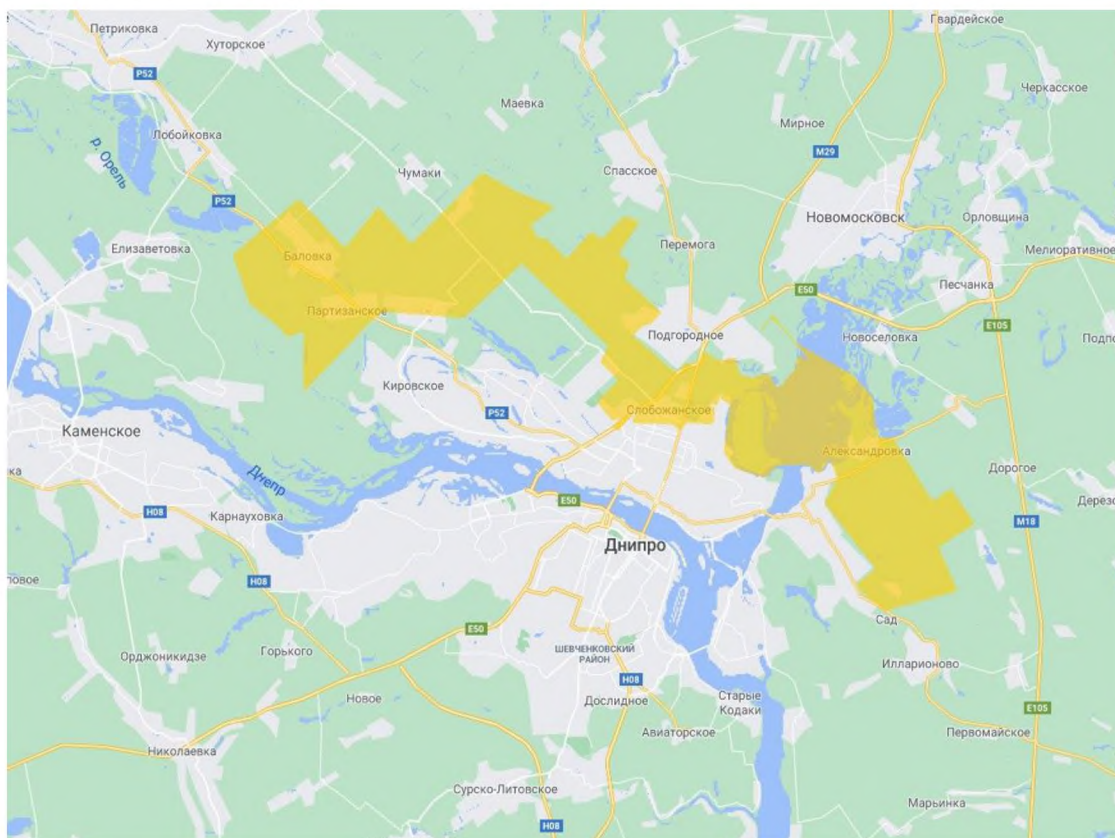 Гвардейское
Петриковка
Хуторское
P52
Черкасское
Маевка
Мирное
Лобойковка
M29
р. Орель
Чумаки
Спасское
P52
Новомосковск
Орловщина
Елизаветовка
Перемога
Мелиоративное
Баловка
Песчанка
E50
Партизанское
E105
Подгородное
Новоселовка
Подпо
Кировское
P52
Слобожанское
Каменское
Александровка
Дорогое
Днепр
E50
Дерезо
H08
Карнауховка
M18
Днипро
H08
повое
E50
Сад
ШЕВЧЕНКОВСКИЙ
РАЙОН
Орджоникидзе
Горького
Илларионово
H08
Новое
Дослидное
Старые
Кодаки
E105
Авиаторское
Первомайское
Николаевка
Сурско-Литовское
Марьинка
H08